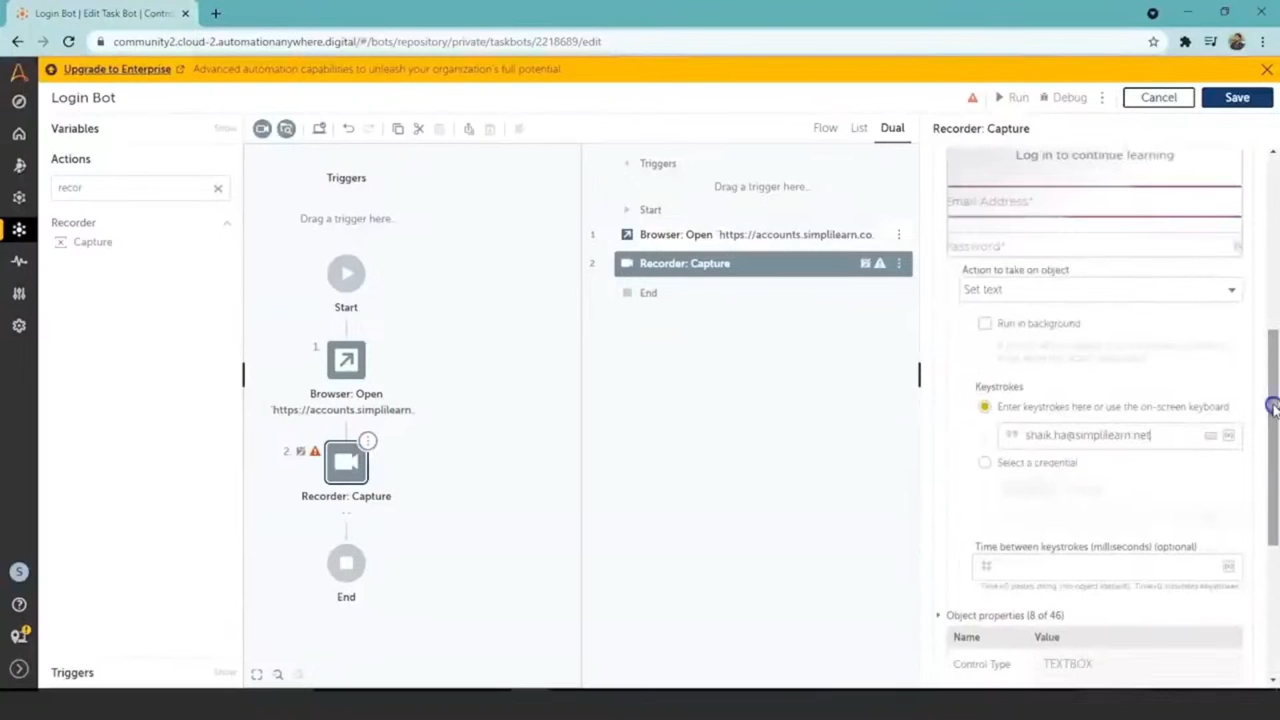 Login Bot | Edit Task Bot | Contro
community2.cloud-2.automationanywhere.digital/#/bots/repository/private/taskbots/2218689/edit
Upgrade to Enterprise Advanced automation capabilities to unleash your organization's full potential
Login Bot
Run
Debug
Cancel
Save
Variables
Show
Flow
List
Dual
Recorder: Capture
Actions
recor
Recorder
Capture
Triggers
Drag a trigger here..
Start
1.
Browser: Open
"https://accounts.simplilearn.
2.
Recorder: Capture
End
Triggers
Drag a trigger here..
Start
1 Browser: Open "https://accounts.simplilearn.co.
2 Recorder: Capture
End
Log in to continue learning
Email Address*
Password*
Action to take on object
Set text
Run in background
Keystrokes
Enter keystrokes here or use the on-screen keyboard
shaik.ha@simplilearn.net
Select a credential
Time between keystrokes (milliseconds) (optional)
Object properties (8 of 46)
Name Value
Control Type TEXTBOX
Triggers
Show
S